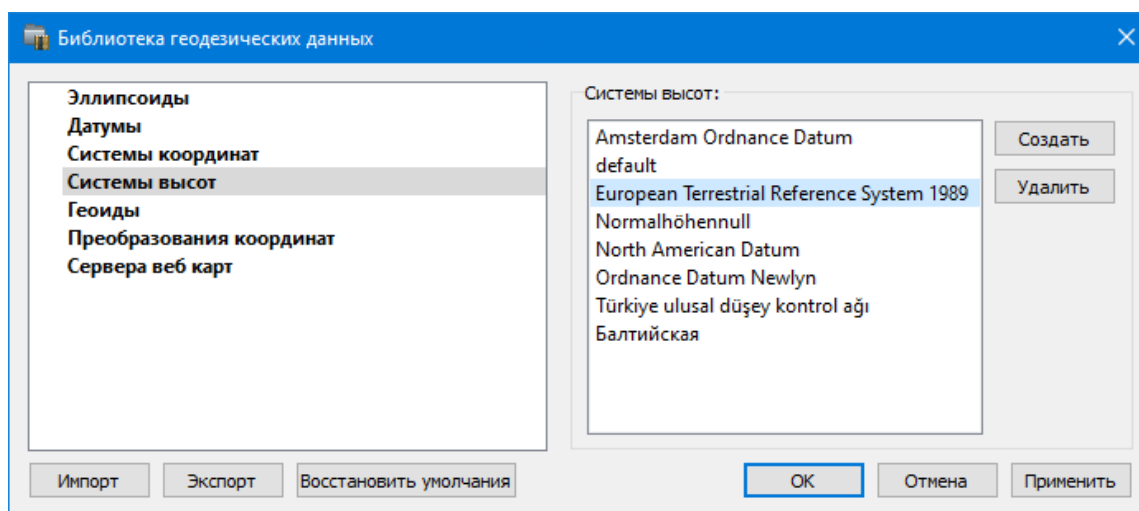 Библиотека геодезических данных
Эллипсоиды
Датумы
Системы координат
Системы высот
Геоиды
Преобразования координат
Сервера веб карт
Системы высот:
Amsterdam Ordnance Datum
default
European Terrestrial Reference System 1989
Normalhöhennull
North American Datum
Ordnance Datum Newlyn
Türkiye ulusal düşey kontrol ağı
Балтийская
Создать
Удалить
Импорт
Экспорт
Восстановить умолчания
OK
Отмена
Применить